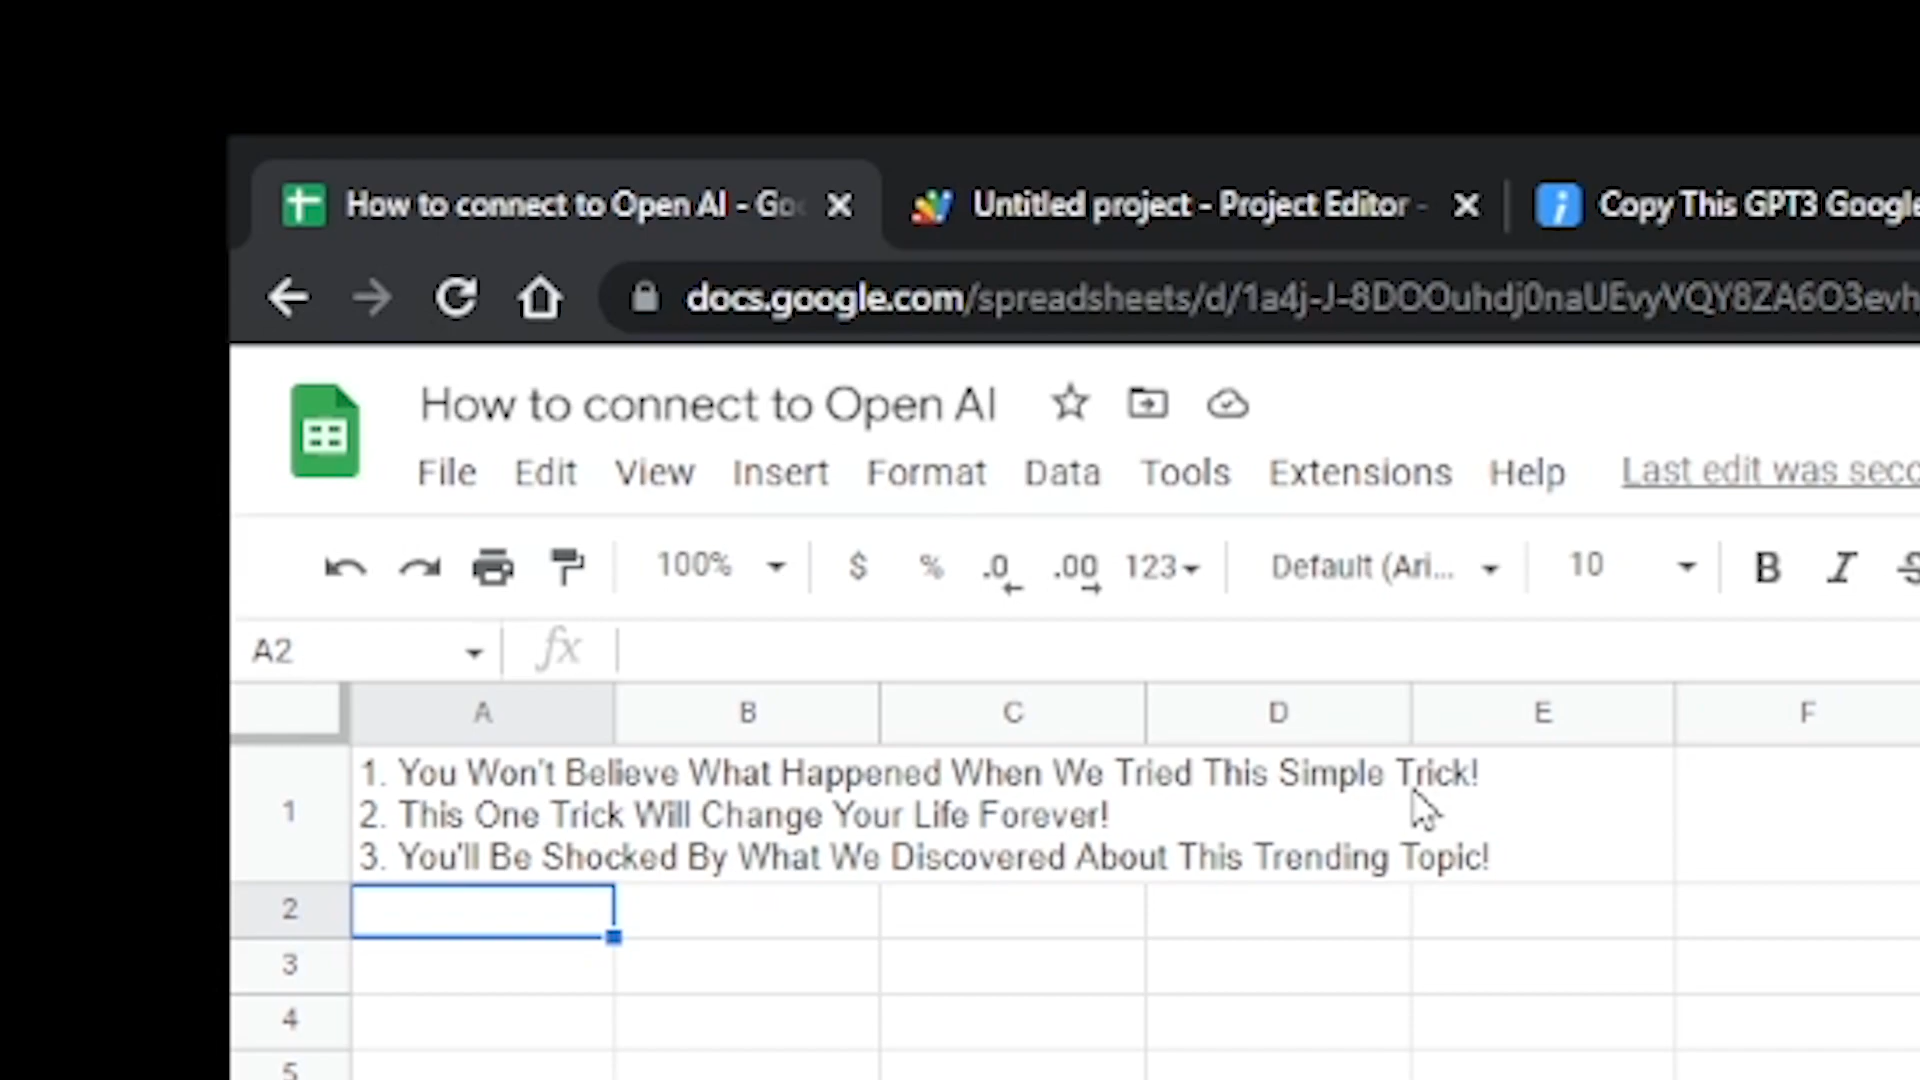 How to connect to Open AI - Goo
Untitled project - Project Editor -
Copy This GPT3 Google
docs.google.com/spreadsheets/d/1a4j-J-8DOOuhdj0naUEvyVQY8ZA6O3evh
How to connect to Open AI
File Edit View Insert Format Data Tools Extensions Help Last edit was seco
100% $ % .0 .00 123 Default (Ari... 10 B I S
A2 fx
A B C D E F
1
1. You Won't Believe What Happened When We Tried This Simple Trick!
2. This One Trick Will Change Your Life Forever!
3. You'll Be Shocked By What We Discovered About This Trending Topic!
2
3
4
5